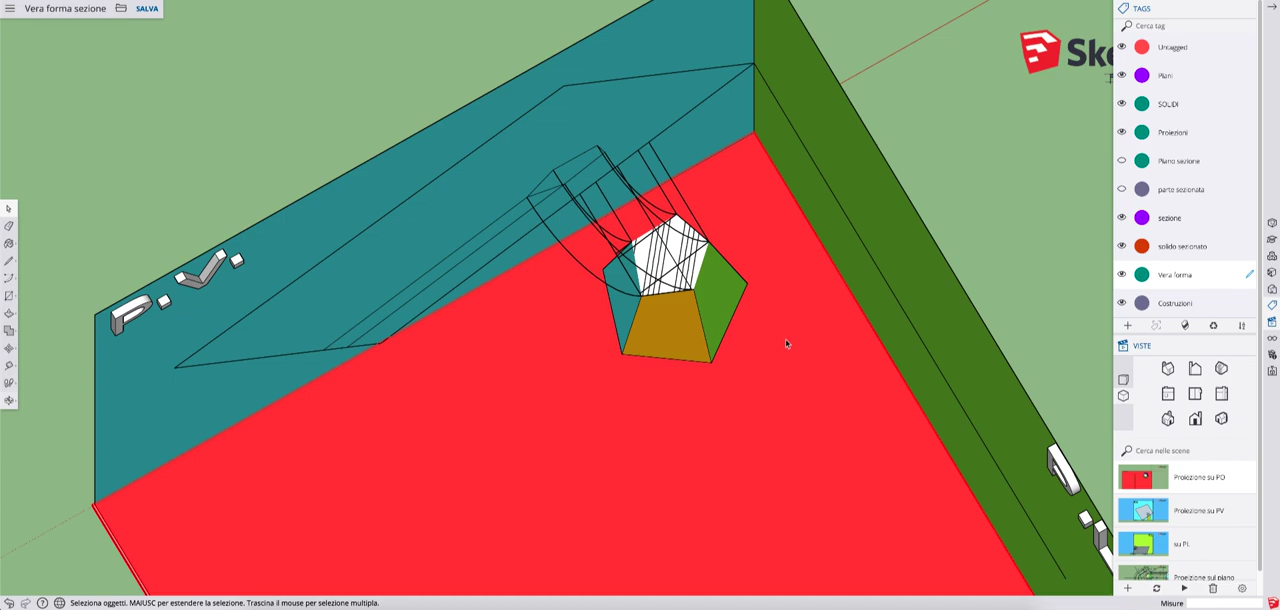 Vera forma sezione
SALVA
Ske
TAGS
Cerca tag
Untagged
Piani
SOLIDI
Proiezioni
Piano sezione
parte sezionata
sezione
solido sezionato
Vera forma
Costruzioni
VISTE
Cerca nelle scene
Proiezione su PO
Proiezione su PV
su PL
Proeizione sul piano
P.V.
Seleziona oggetti. MAIUSC per estendere la selezione. Trascina il mouse per selezione multipla.
Misure